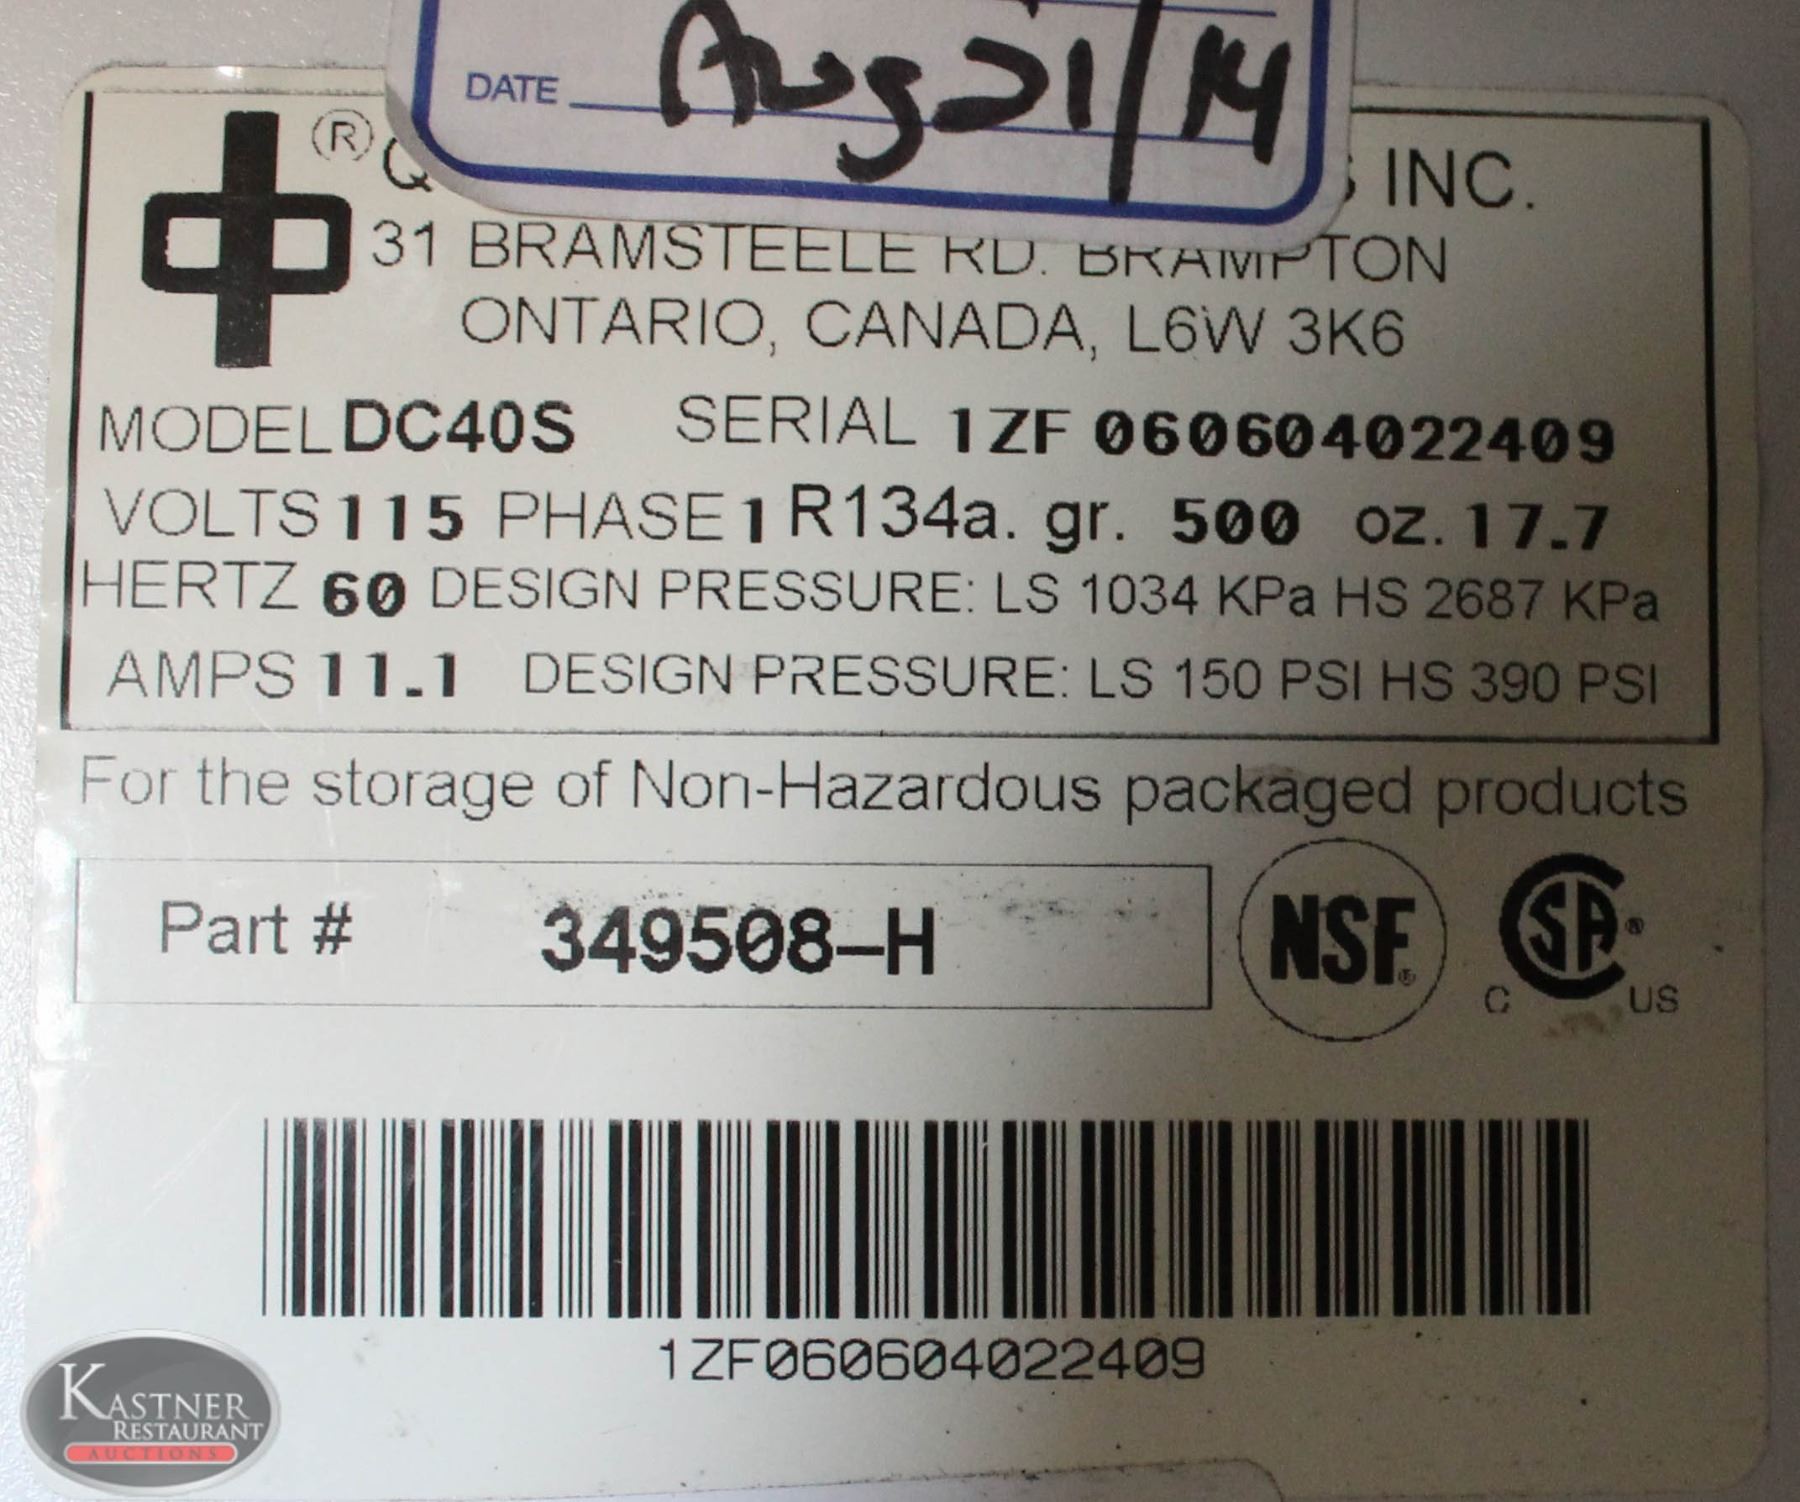 DATE Aug 21/14
® Q
INC.
31 BRAMSTEELE RD. BRAMPTON
ONTARIO, CANADA, L6W 3K6
MODEL DC40S SERIAL 1ZF 060604022409
VOLTS 115 PHASE 1 R134a. gr. 500 oz. 17.7
HERTZ 60 DESIGN PRESSURE: LS 1034 KPa HS 2687 KPa
AMPS 11.1 DESIGN PRESSURE: LS 150 PSI HS 390 PSI
For the storage of Non-Hazardous packaged products
Part # 349508-H
NSF®
CSA®
C US
1ZF060604022409
KASTNER
RESTAURANT
AUCTIONS